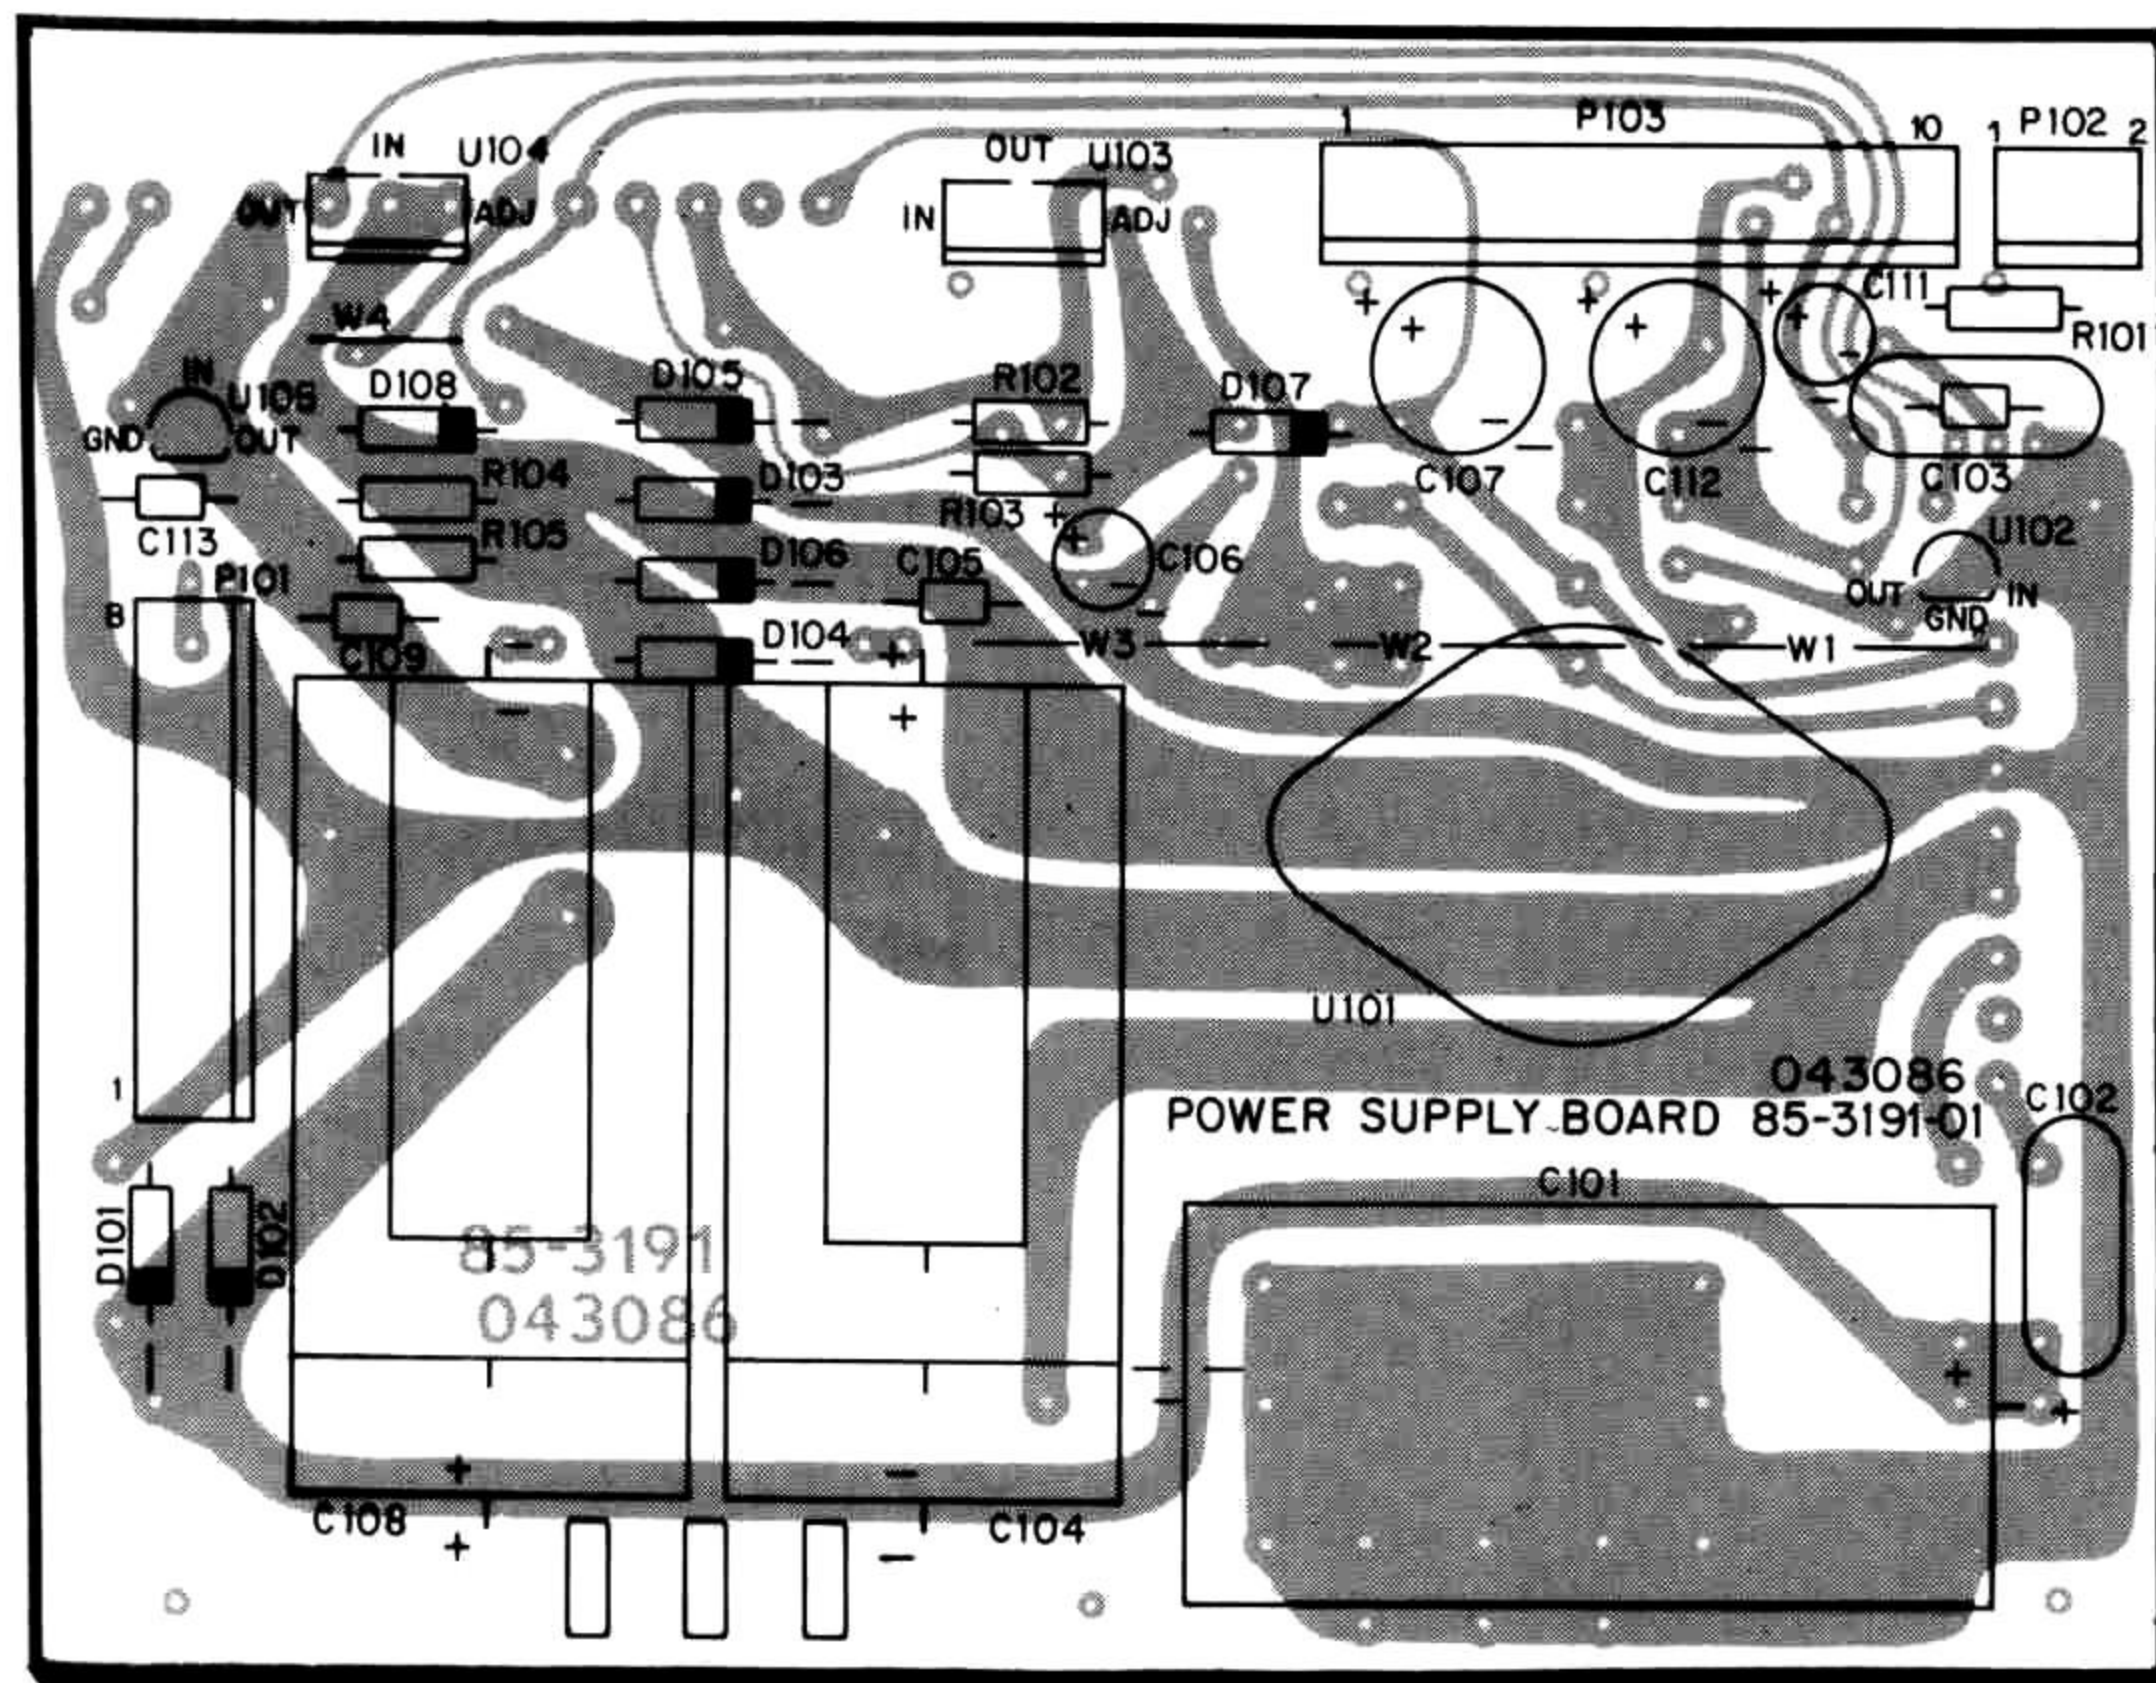 1 P103 10 1 P102 2
IN U104
OUT U103
OUT ADJ
IN ADJ
+ + + + C111
R101
W4
IN
U105
D108 D105 R102 D107
GND OUT
C107 C112 C103
C113 R104 D103
R103 +
U102
R105 D106 C105 + C106
P101
8
OUT GND IN
C109 D104 + W3 W2 W1
- +
U101
1
043086
POWER SUPPLY BOARD 85-3191-01
C102
D101 D102
C101
85-3191
043086
+ - +
+ -
C108 C104
+ -